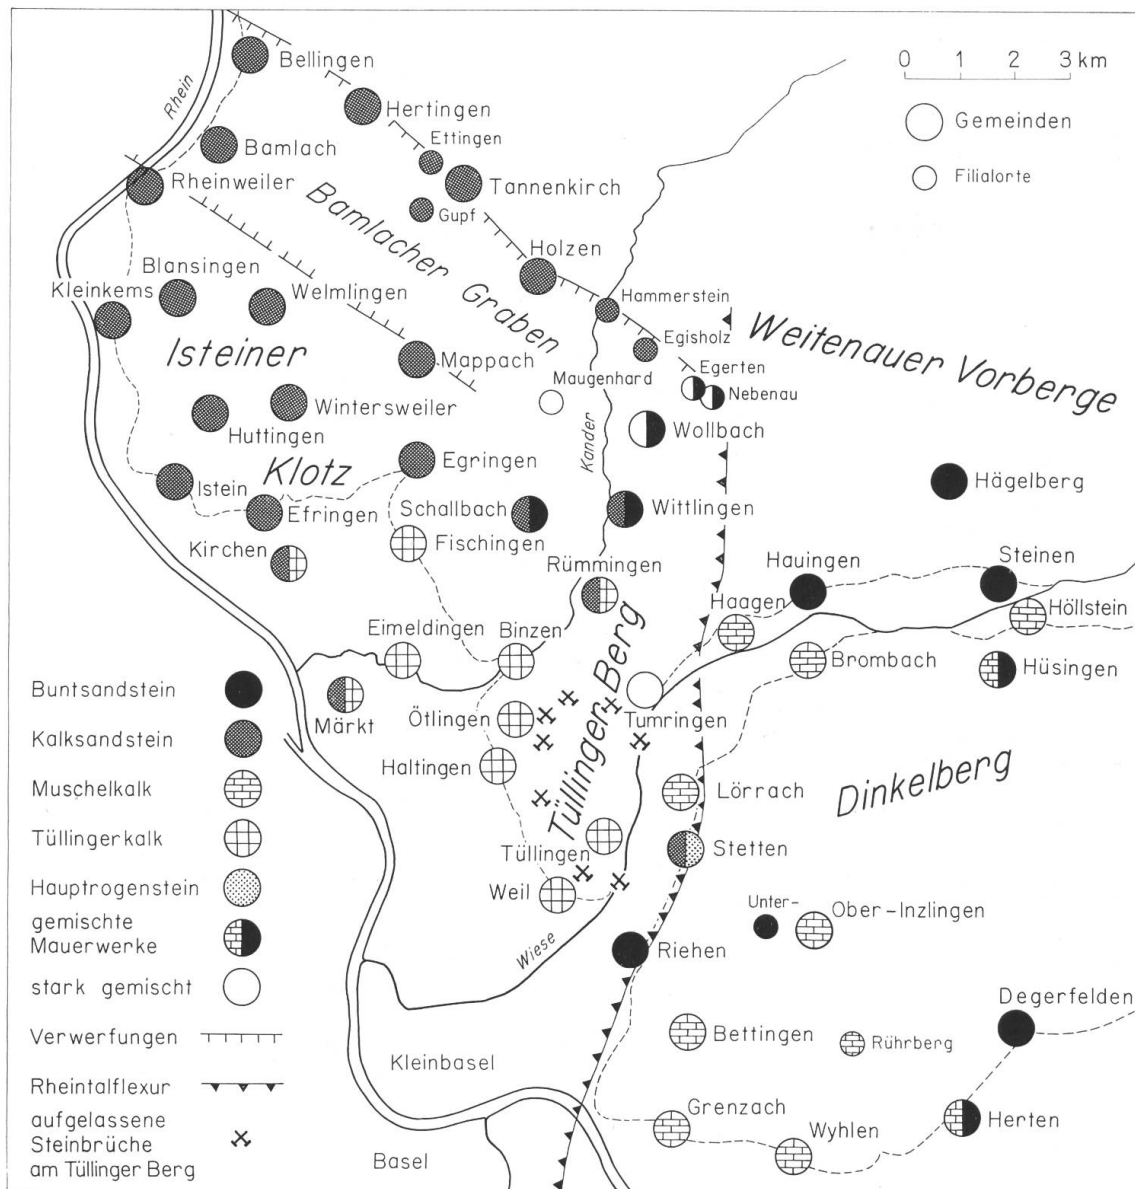 0 1 2 3 km
Gemeinden
Filialorte
Rhein
Bellingen
Hertingen
Ettingen
Bamlach
Rheinweiler
Tannenkirch
Gupf
Bamlacher Graben
Holzen
Blansingen
Kleinkems
Welmlingen
Hammerstein
Isteiner
Klotz
Mappach
Egisholz
Weitenauer Vorberge
Maugenhard
Egerten
Nebenau
Wintersweiler
Huttingen
Kander
Wollbach
Egringen
Istein
Efringen
Schallbach
Wittlingen
Hägelberg
Kirchen
Fischingen
Rümmingen
Hauingen
Steinen
Haagen
Höllstein
Eimeldingen
Binzen
Brombach
Hüsingen
Märkt
Ötlingen
Tüllinger Berg
Tumringen
Haltingen
Lörrach
Dinkelberg
Tüllingen
Stetten
Weil
Unter-
Ober-Inzlingen
Wiese
Riehen
Degerfelden
Bettingen
Rührberg
Kleinbasel
Grenzach
Wyhlen
Herten
Basel
Buntsandstein
Kalksandstein
Muschelkalk
Tüllingerkalk
Hauptrogenstein
gemischte
Mauerwerke
stark gemischt
Verwerfungen
Rheintalflexur
aufgelassene
Steinbrüche
am Tüllinger Berg